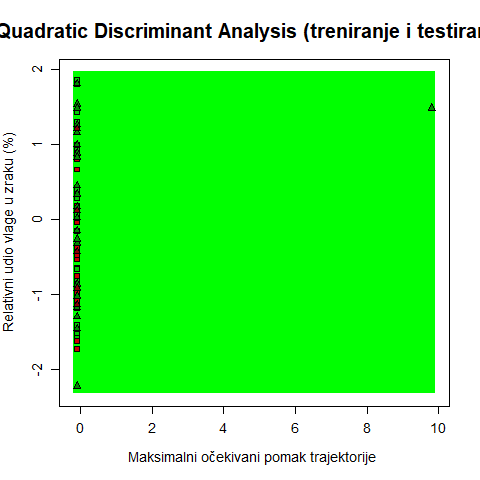 Quadratic Discriminant Analysis (treniranje i testiran
2
1
0
-1
-2
Relativni udio vlage u zraku (%)
0 2 4 6 8 10
Maksimalni očekivani pomak trajektorije